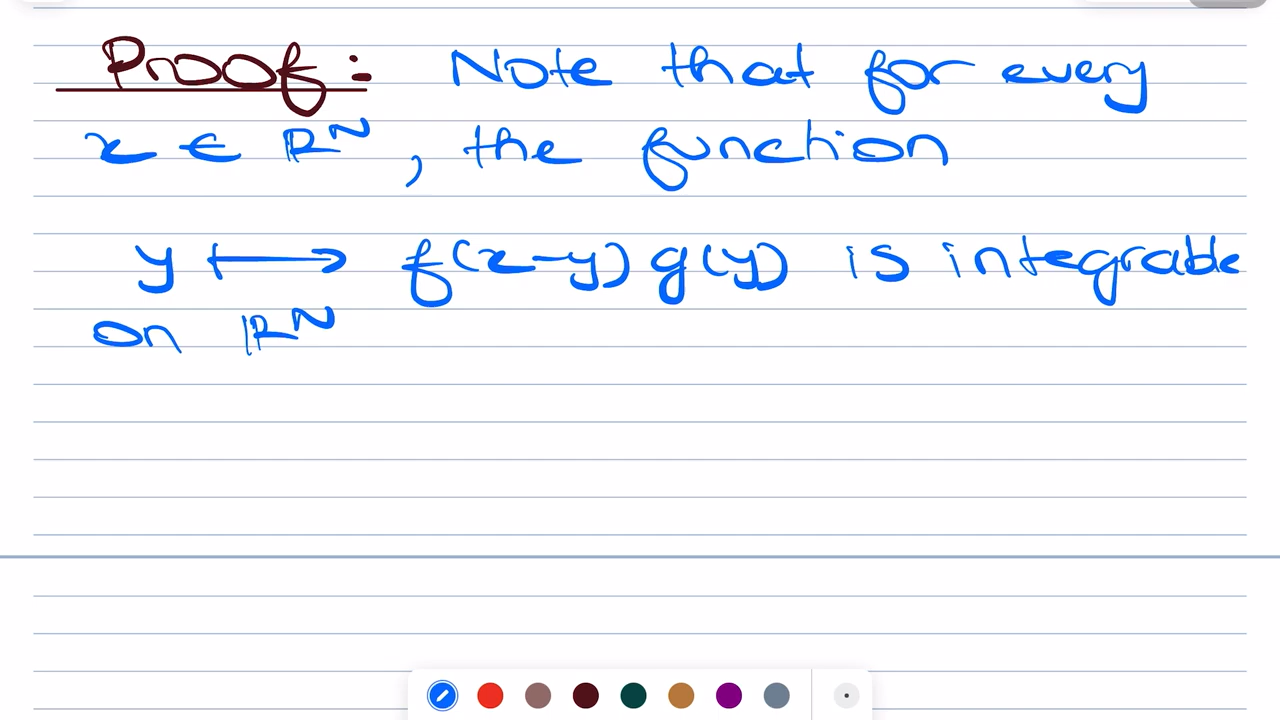 Proof: Note that for every
x ∈ ℝᴺ, the function
y ⟼ f(x-y) g(y) is integrable
on ℝᴺ